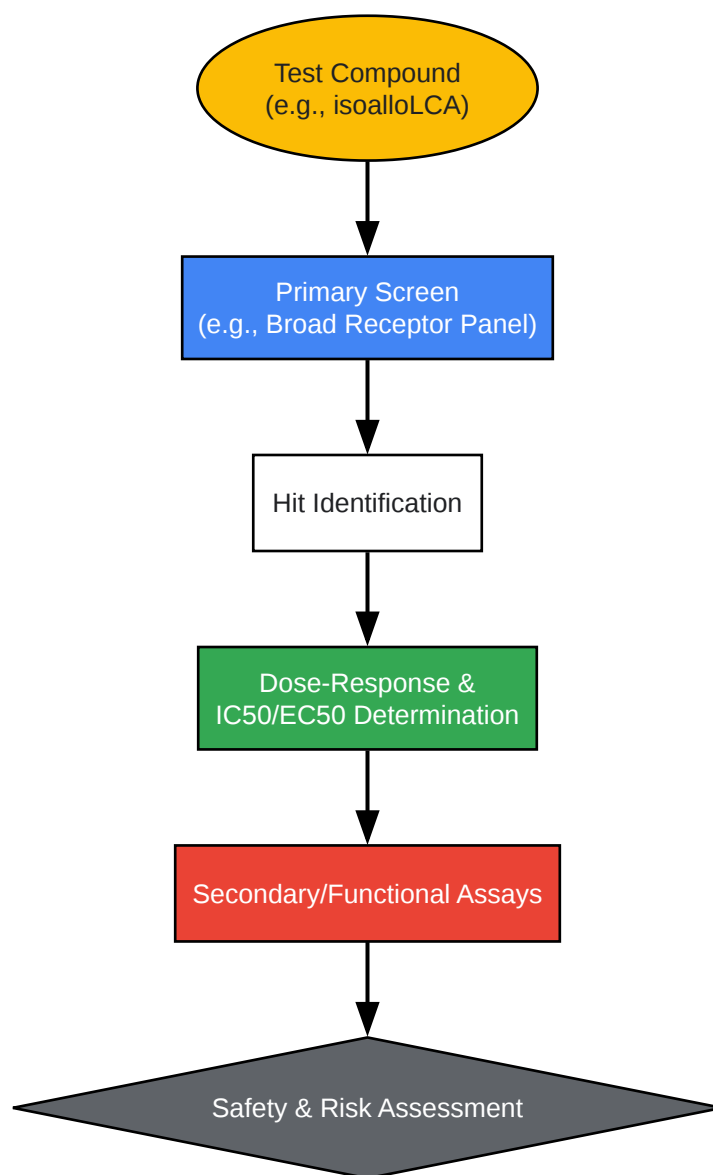 Test Compound
(e.g., isoalloLCA)
Primary Screen
(e.g., Broad Receptor Panel)
Hit Identification
Dose-Response &
IC50/EC50 Determination
Secondary/Functional Assays
Safety & Risk Assessment